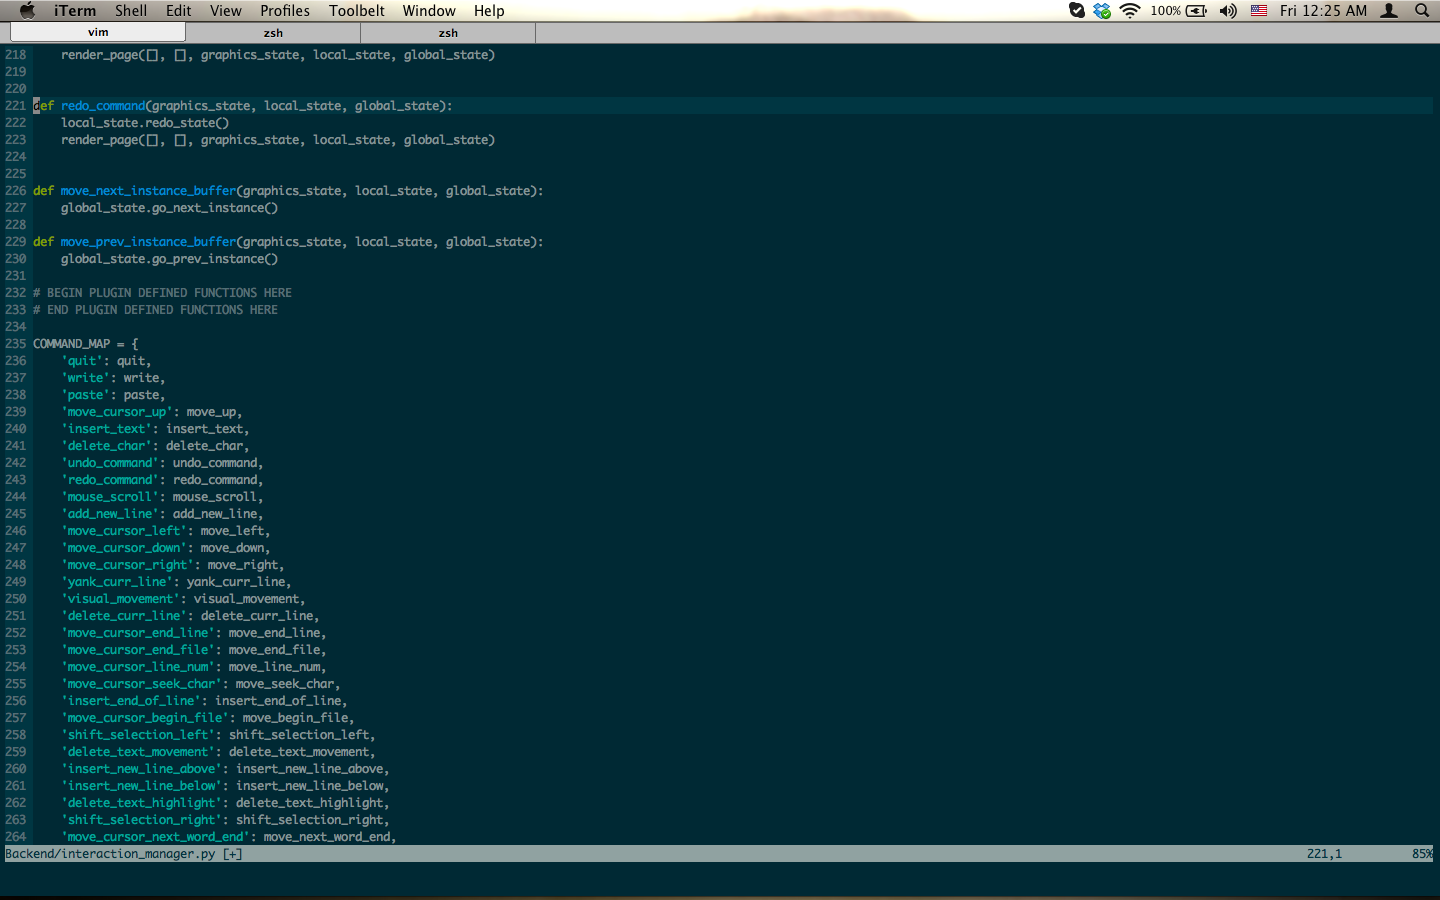 iTerm Shell Edit View Profiles Toolbelt Window Help 100% Fri 12:25 AM
vim zsh zsh
218 render_page([], [], graphics_state, local_state, global_state)
219
220
221 def redo_command(graphics_state, local_state, global_state):
222 local_state.redo_state()
223 render_page([], [], graphics_state, local_state, global_state)
224
225
226 def move_next_instance_buffer(graphics_state, local_state, global_state):
227 global_state.go_next_instance()
228
229 def move_prev_instance_buffer(graphics_state, local_state, global_state):
230 global_state.go_prev_instance()
231
232 # BEGIN PLUGIN DEFINED FUNCTIONS HERE
233 # END PLUGIN DEFINED FUNCTIONS HERE
234
235 COMMAND_MAP = {
236 'quit': quit,
237 'write': write,
238 'paste': paste,
239 'move_cursor_up': move_up,
240 'insert_text': insert_text,
241 'delete_char': delete_char,
242 'undo_command': undo_command,
243 'redo_command': redo_command,
244 'mouse_scroll': mouse_scroll,
245 'add_new_line': add_new_line,
246 'move_cursor_left': move_left,
247 'move_cursor_down': move_down,
248 'move_cursor_right': move_right,
249 'yank_curr_line': yank_curr_line,
250 'visual_movement': visual_movement,
251 'delete_curr_line': delete_curr_line,
252 'move_cursor_end_line': move_end_line,
253 'move_cursor_end_file': move_end_file,
254 'move_cursor_line_num': move_line_num,
255 'move_cursor_seek_char': move_seek_char,
256 'insert_end_of_line': insert_end_of_line,
257 'move_cursor_begin_file': move_begin_file,
258 'shift_selection_left': shift_selection_left,
259 'delete_text_movement': delete_text_movement,
260 'insert_new_line_above': insert_new_line_above,
261 'insert_new_line_below': insert_new_line_below,
262 'delete_text_highlight': delete_text_highlight,
263 'shift_selection_right': shift_selection_right,
264 'move_cursor_next_word_end': move_next_word_end,
Backend/interaction_manager.py [+] 221,1 85%